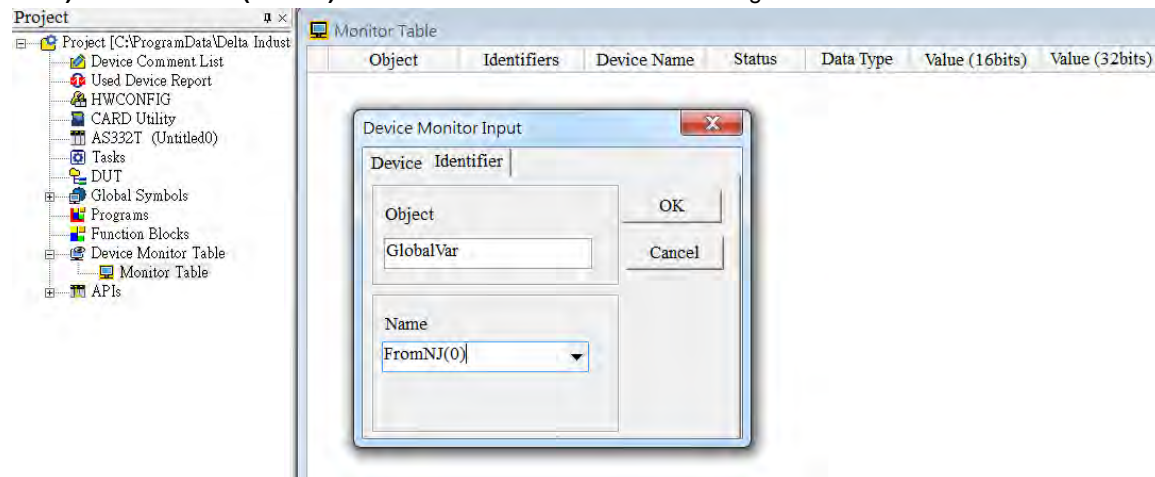 Project
Project [C:\ProgramData\Delta Indust
Device Comment List
Used Device Report
HWCONFIG
CARD Utility
AS332T (Untitled0)
Tasks
DUT
Global Symbols
Programs
Function Blocks
Device Monitor Table
Monitor Table
APIs
Monitor Table
Object Identifiers Device Name Status Data Type Value (16bits) Value (32bits)
Device Monitor Input
Device Identifier
Object
GlobalVar
OK
Cancel
Name
FromNJ(0)